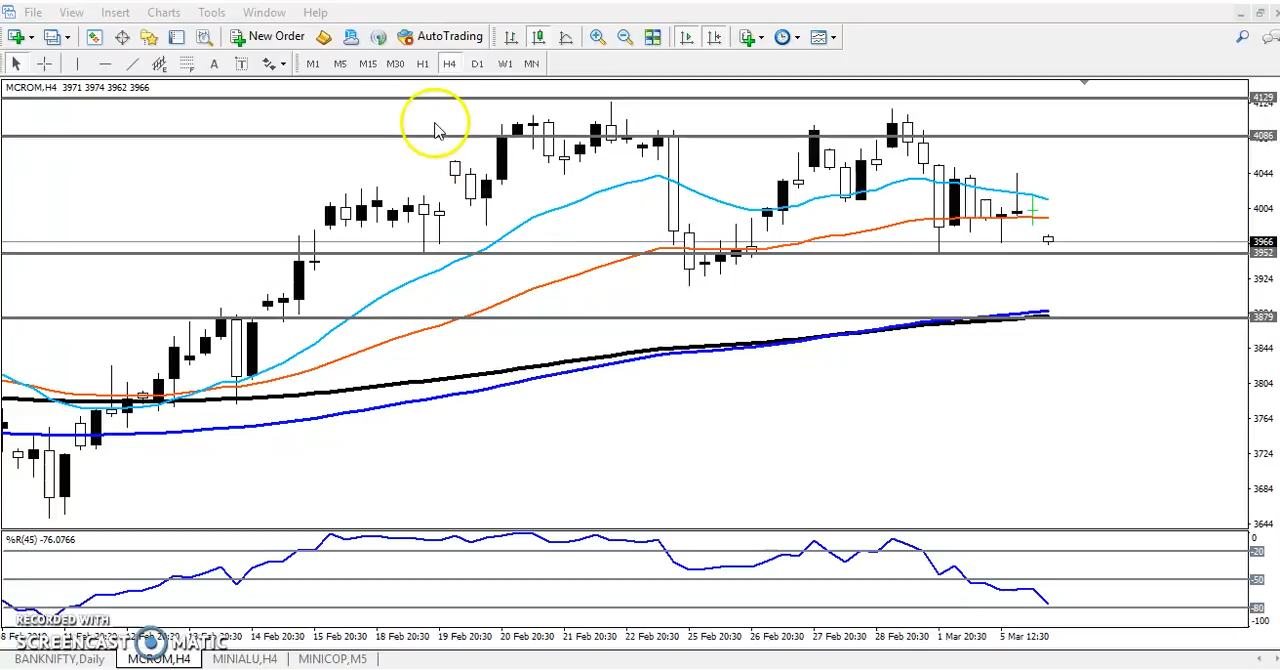 File View Insert Charts Tools Window Help
New Order AutoTrading
A T M1 M5 M15 M30 H1 H4 D1 W1 MN
MCROM,H4 3971 3974 3962 3966
4129
4086
4044
4004
3966
3952
3924
3879
3844
3804
3764
3724
3684
3644
%R(45) -76.0766
0
-20
-50
-80
-100
14 Feb 20:30 15 Feb 20:30 18 Feb 20:30 19 Feb 20:30 20 Feb 20:30 21 Feb 20:30 22 Feb 20:30 25 Feb 20:30 26 Feb 20:30 27 Feb 20:30 28 Feb 20:30 1 Mar 20:30 5 Mar 12:30
RECORDED WITH
SCREENCAST MATIC
BANKNIFTY,Daily MCROM,H4 MINIALU,H4 MINICOP,M5